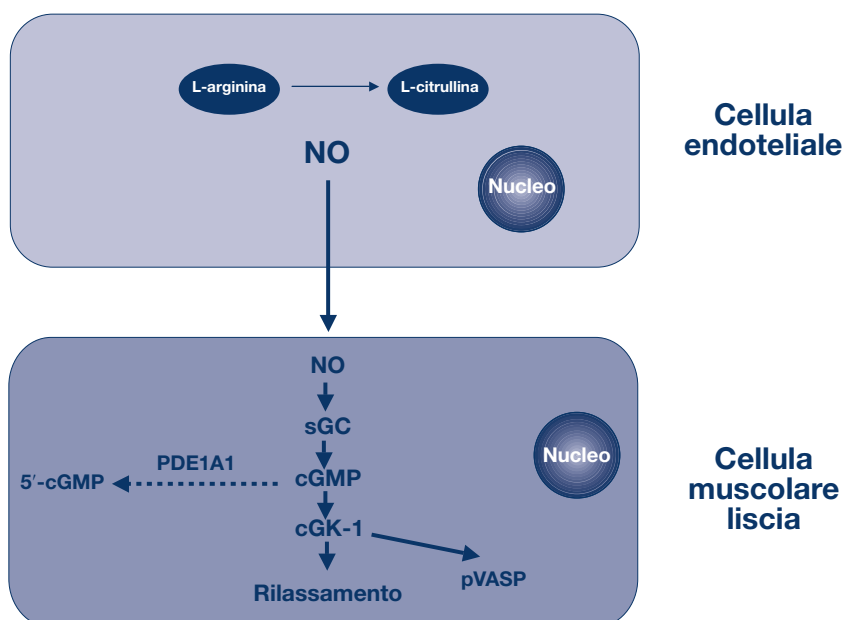 L-arginina
L-citrullina
NO
Nucleo
Cellula
endoteliale
NO
sGC
PDE1A1
5′-cGMP
cGMP
cGK-1
pVASP
Rilassamento
Nucleo
Cellula
muscolare
liscia